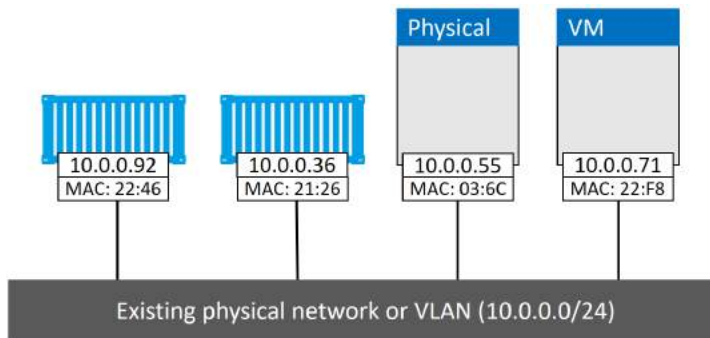 Physical
VM
10.0.0.92
MAC: 22:46
10.0.0.36
MAC: 21:26
10.0.0.55
MAC: 03:6C
10.0.0.71
MAC: 22:F8
Existing physical network or VLAN (10.0.0.0/24)